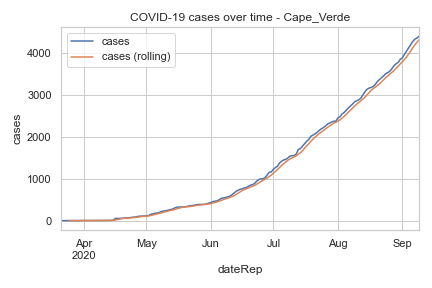 COVID-19 cases over time - Cape_Verde
cases
cases (rolling)
4000
3000
2000
1000
0
cases
Apr
2020
May
Jun
Jul
Aug
Sep
dateRep